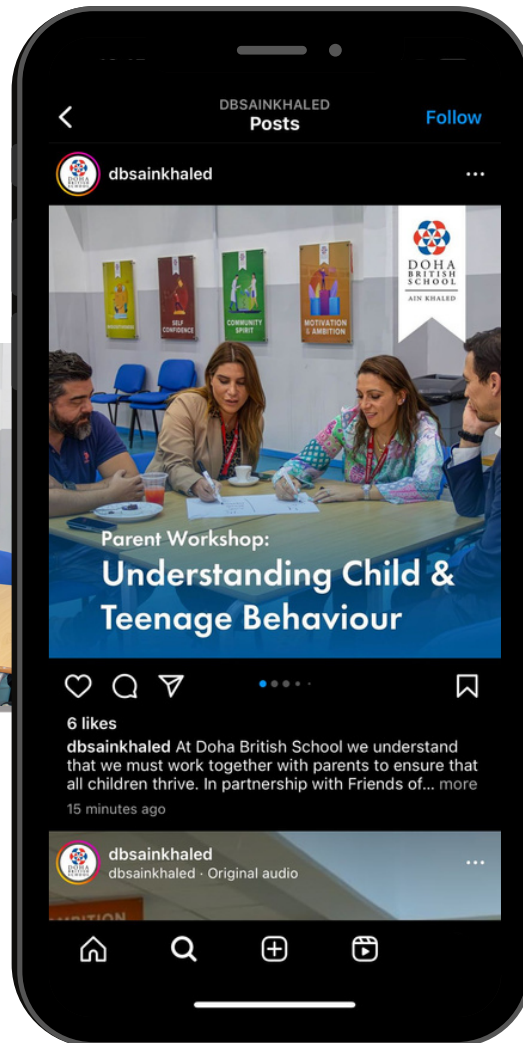 DBSAINKHALED
Posts
Follow
dbsainkhaled
DOHA
BRITISH
SCHOOL
AIN KHALED
SELF
CONFIDENCE
COMMUNITY
SPIRIT
MOTIVATION
& AMBITION
Parent Workshop:
Understanding Child &
Teenage Behaviour
6 likes
dbsainkhaled At Doha British School we understand
that we must work together with parents to ensure that
all children thrive. In partnership with Friends of... more
15 minutes ago
dbsainkhaled
dbsainkhaled · Original audio